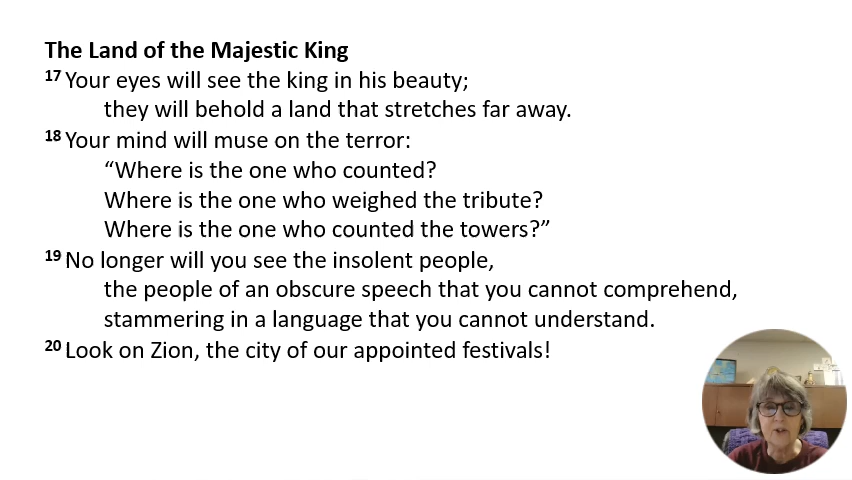 The Land of the Majestic King
17 Your eyes will see the king in his beauty;
they will behold a land that stretches far away.
18 Your mind will muse on the terror:
“Where is the one who counted?
Where is the one who weighed the tribute?
Where is the one who counted the towers?”
19 No longer will you see the insolent people,
the people of an obscure speech that you cannot comprehend,
stammering in a language that you cannot understand.
20 Look on Zion, the city of our appointed festivals!